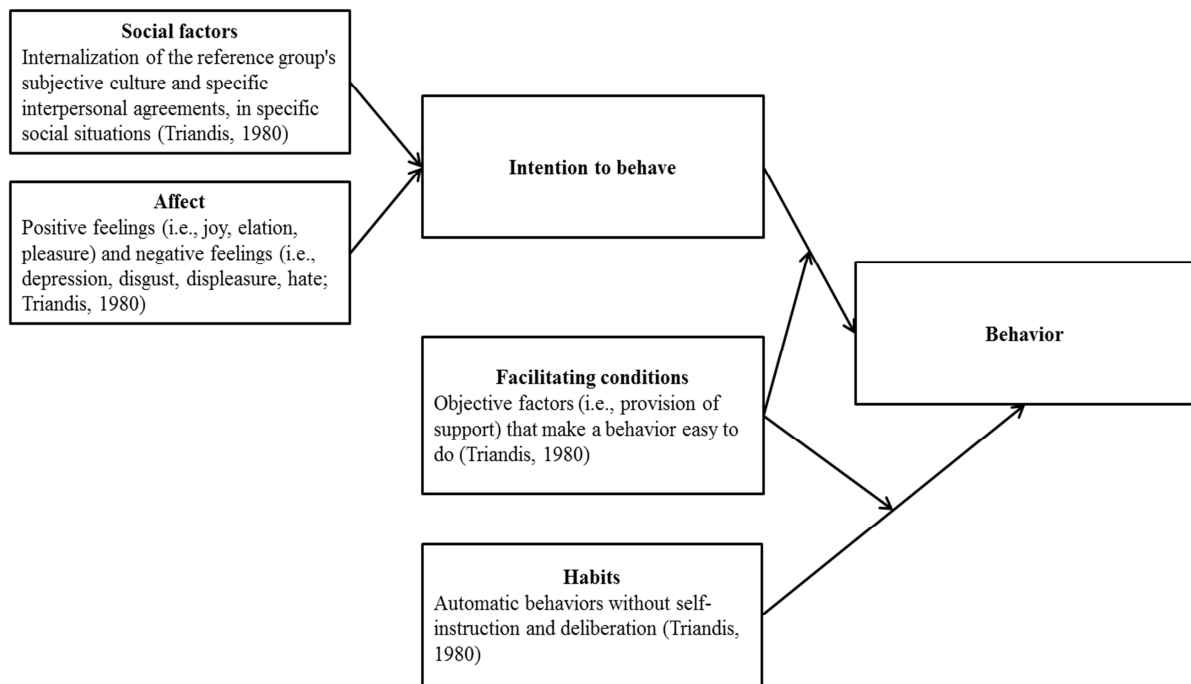 Social factors
Internalization of the reference group's
subjective culture and specific
interpersonal agreements, in specific
social situations (Triandis, 1980)
Affect
Positive feelings (i.e., joy, elation,
pleasure) and negative feelings (i.e.,
depression, disgust, displeasure, hate;
Triandis, 1980)
Intention to behave
Facilitating conditions
Objective factors (i.e., provision of
support) that make a behavior easy to
do (Triandis, 1980)
Habits
Automatic behaviors without self-
instruction and deliberation (Triandis,
1980)
Behavior